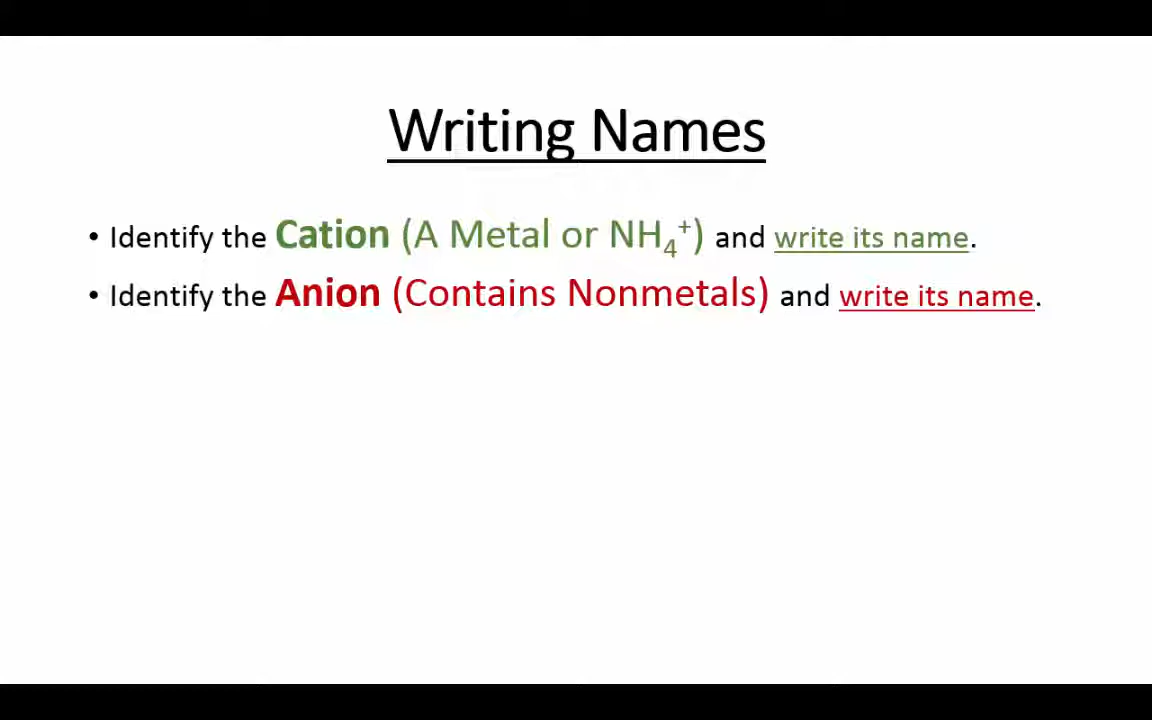 Writing Names
• Identify the Cation (A Metal or NH₄⁺) and write its name.
• Identify the Anion (Contains Nonmetals) and write its name.